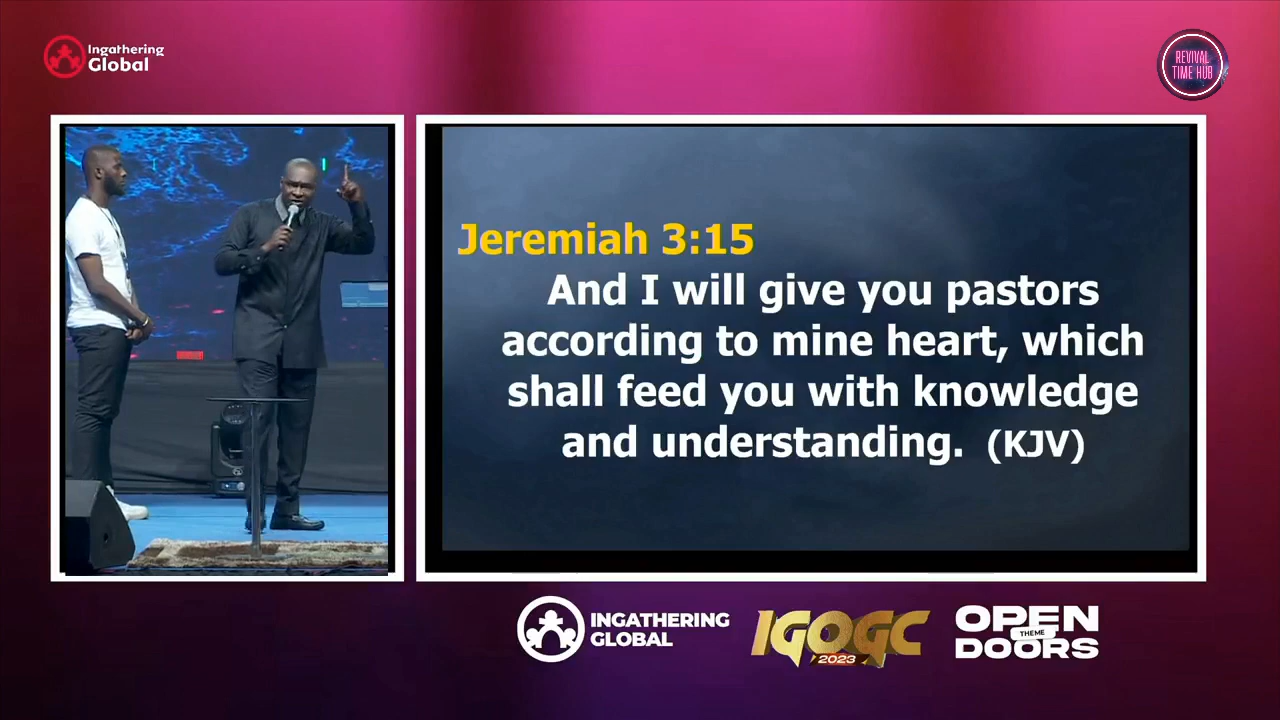 Ingathering
Global
REVIVAL
TIME HUB
Jeremiah 3:15
And I will give you pastors
according to mine heart, which
shall feed you with knowledge
and understanding. (KJV)
INGATHERING
GLOBAL
IGOGC
2023
OPEN
THEME
DOORS